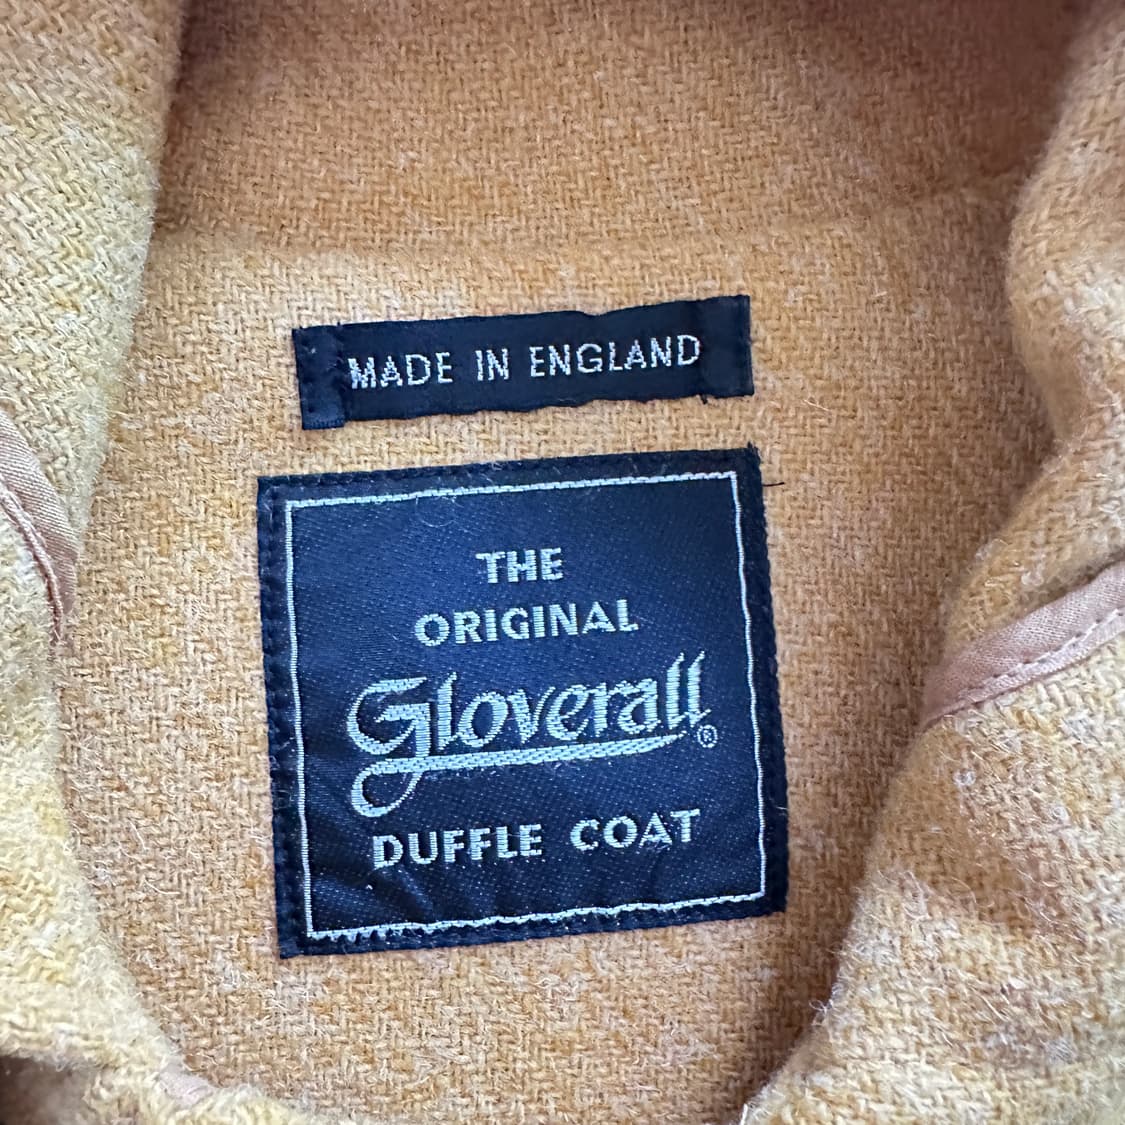 MADE IN ENGLAND
THE
ORIGINAL
Gloverall®
DUFFLE COAT